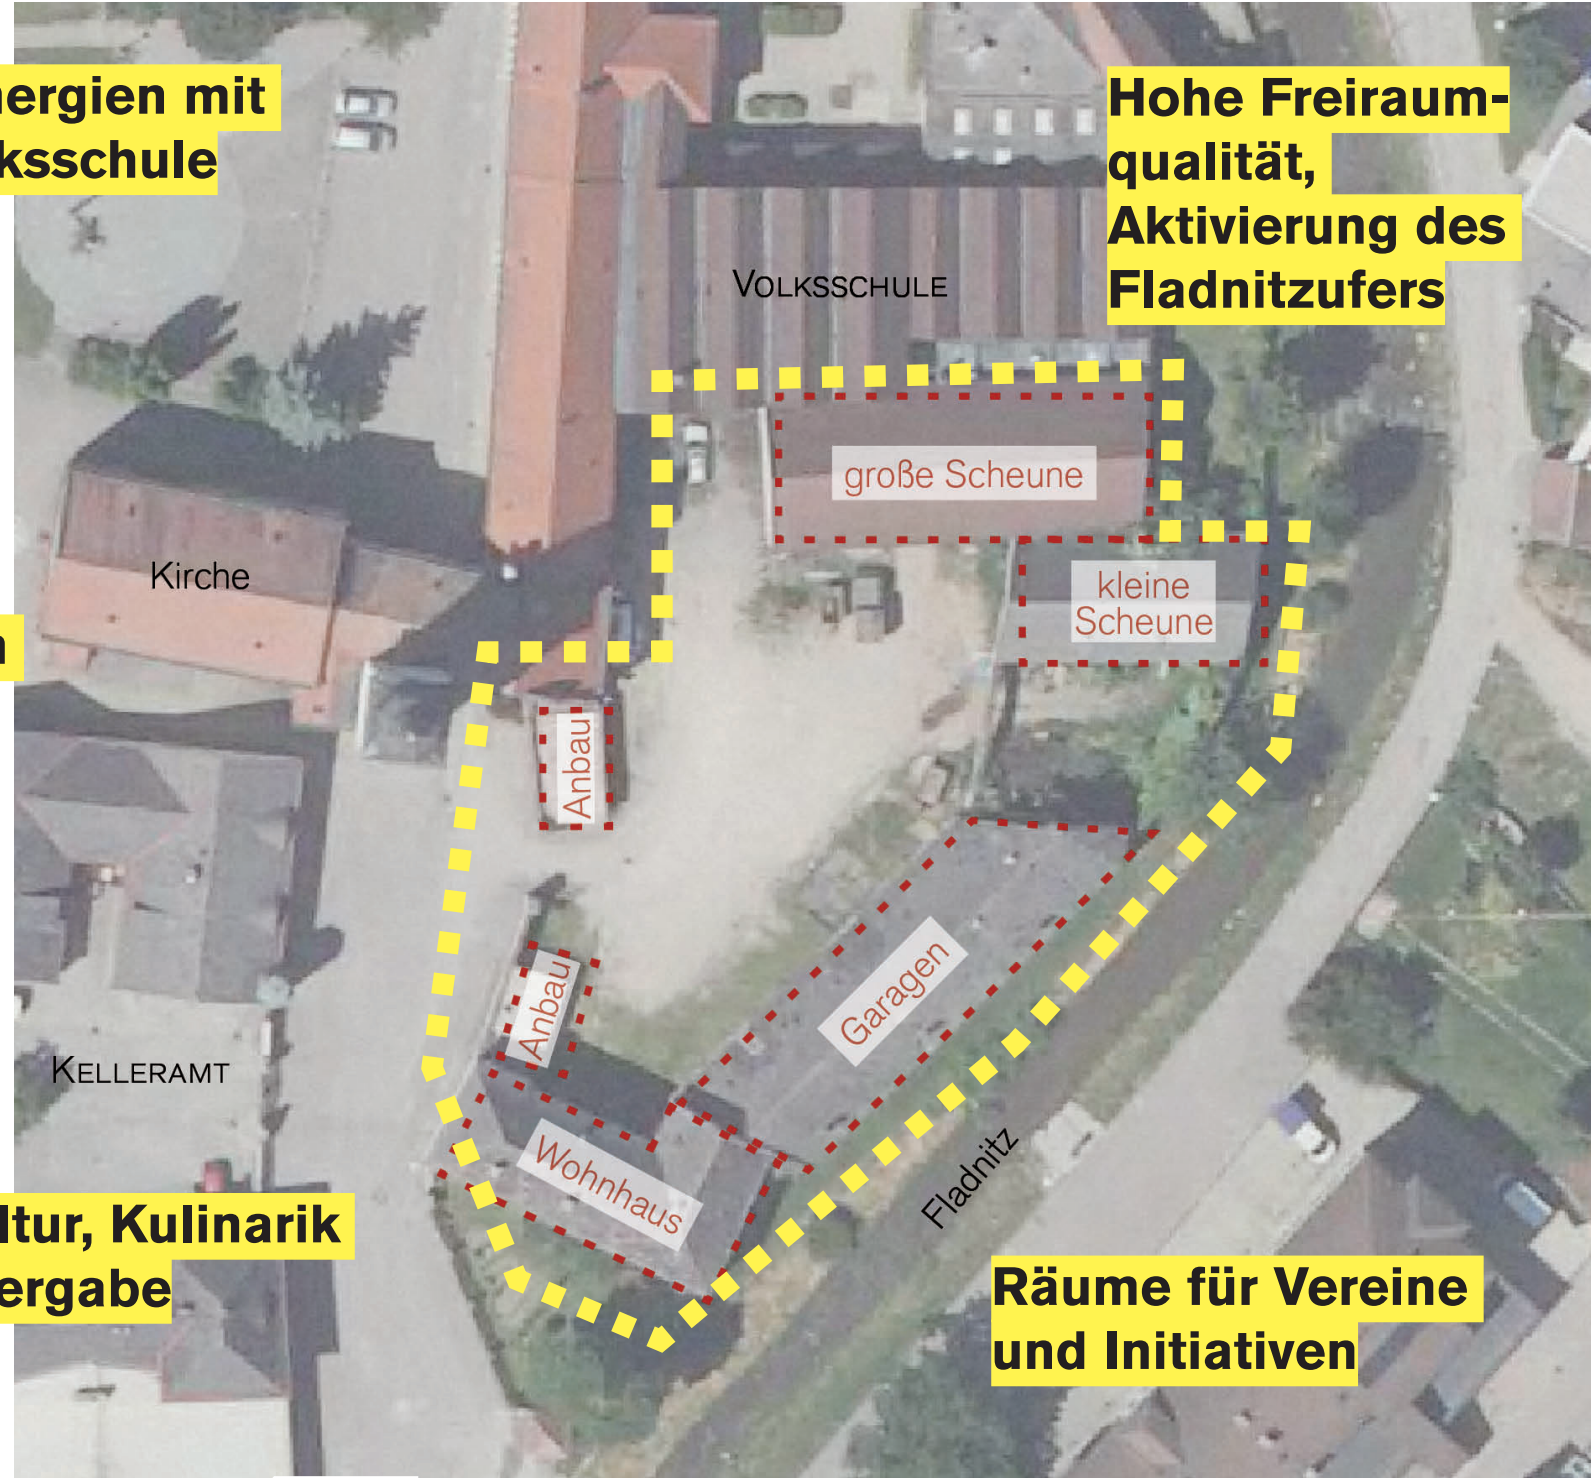 nergien mit
ksschule
Hohe Freiraum-
qualität,
Aktivierung des
Fladnitzufers
VOLKSSCHULE
große Scheune
Kirche
kleine
Scheune
n
Anbau
Anbau
Garagen
KELLERAMT
Wohnhaus
Fladnitz
ltur, Kulinarik
ergabe
Räume für Vereine
und Initiativen